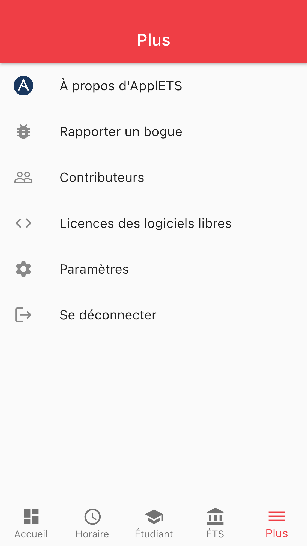 Plus
À propos d'ApplETS
Rapporter un bogue
Contributeurs
Licences des logiciels libres
Paramètres
Se déconnecter
Accueil
Horaire
Étudiant
ÉTS
Plus